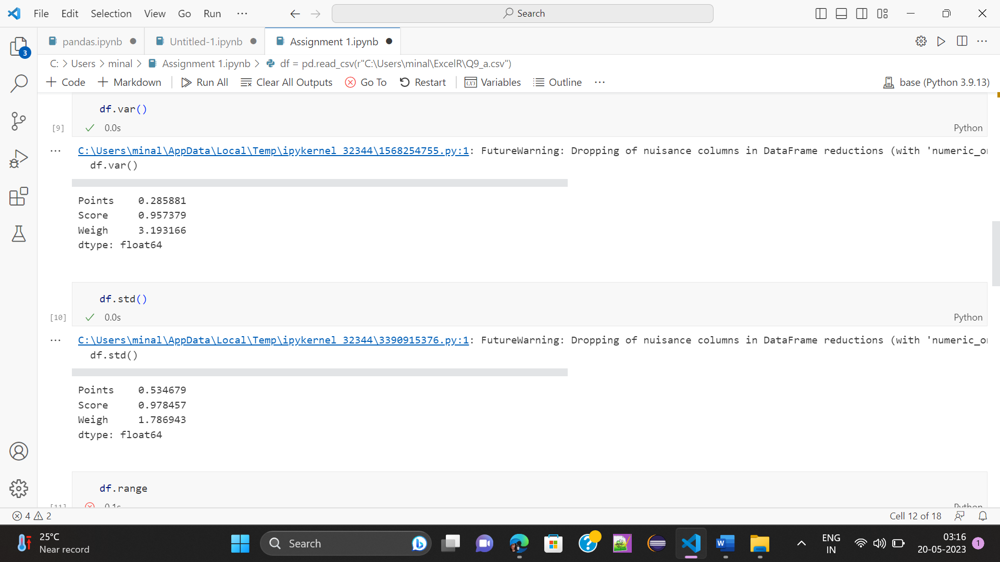 File Edit Selection View Go Run ... Search
pandas.ipynb Untitled-1.ipynb Assignment 1.ipynb
3
C: > Users > minal > Assignment 1.ipynb > df = pd.read_csv(r"C:\Users\minal\ExcelR\Q9_a.csv")
+ Code + Markdown Run All Clear All Outputs Go To Restart Variables Outline ... base (Python 3.9.13)
df.var()
[9] 0.0s Python
C:\Users\minal\AppData\Local\Temp\ipykernel_32344\1568254755.py:1: FutureWarning: Dropping of nuisance columns in DataFrame reductions (with 'numeric_on
df.var()
Points 0.285881
Score 0.957379
Weigh 3.193166
dtype: float64
df.std()
[10] 0.0s Python
C:\Users\minal\AppData\Local\Temp\ipykernel_32344\3390915376.py:1: FutureWarning: Dropping of nuisance columns in DataFrame reductions (with 'numeric_on
df.std()
Points 0.534679
Score 0.978457
Weigh 1.786943
dtype: float64
df.range
[11] 0.1s Python
4 2 Cell 12 of 18
25°C
Near record
Search
ENG
IN
03:16
20-05-2023
1